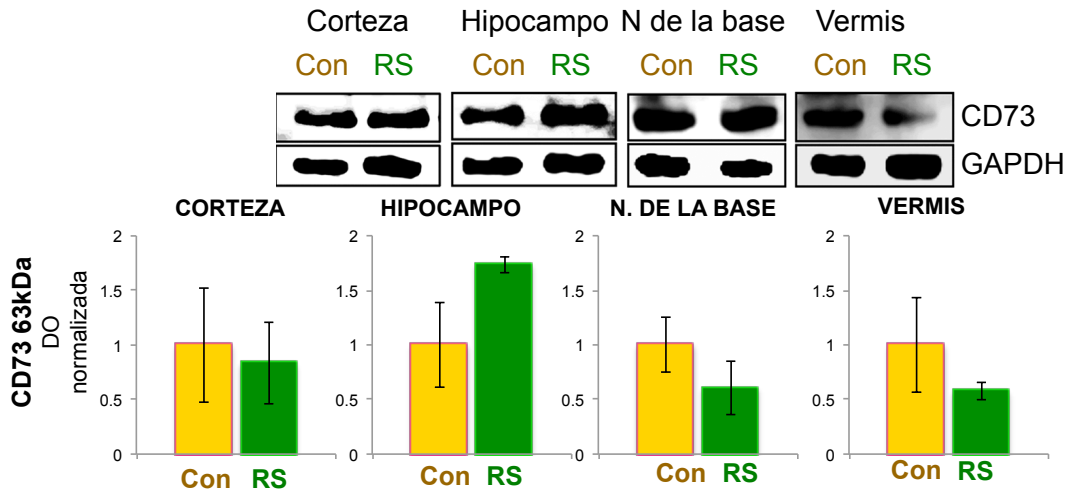 Corteza Hipocampo N de la base Vermis
Con RS Con RS Con RS Con RS
CD73
GAPDH
CORTEZA HIPOCAMPO N. DE LA BASE VERMIS
CD73 63kDa
DO
normalizada
2 2 2 2
1.5 1.5 1.5 1.5
1 1 1 1
0.5 0.5 0.5 0.5
0 0 0 0
Con RS Con RS Con RS Con RS